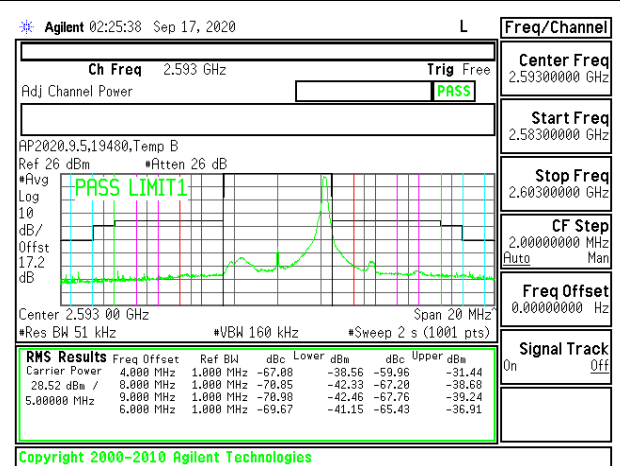 Agilent 02:25:38 Sep 17, 2020 L
Ch Freq 2.593 GHz Trig Free
Adj Channel Power PASS
AP2020.9.5,19480,Temp B
Ref 26 dBm #Atten 26 dB
#Avg
Log
10
dB/
Offst
17.2
dB
PASS LIMIT1
Center 2.593 00 GHz Span 20 MHz^
#Res BW 51 kHz #VBW 160 kHz #Sweep 2 s (1001 pts)
RMS Results Freq Offset Ref BW dBc Lower dBm dBc Upper dBm
Carrier Power 4.000 MHz 1.000 MHz -67.08 -38.56 -59.96 -31.44
28.52 dBm / 8.000 MHz 1.000 MHz -70.85 -42.33 -67.20 -38.68
5.00000 MHz 9.000 MHz 1.000 MHz -70.98 -42.46 -67.76 -39.24
6.000 MHz 1.000 MHz -69.67 -41.15 -65.43 -36.91
Copyright 2000-2010 Agilent Technologies
Freq/Channel
Center Freq
2.59300000 GHz
Start Freq
2.58300000 GHz
Stop Freq
2.60300000 GHz
CF Step
2.00000000 MHz
Auto Man
Freq Offset
0.00000000 Hz
Signal Track
On Off